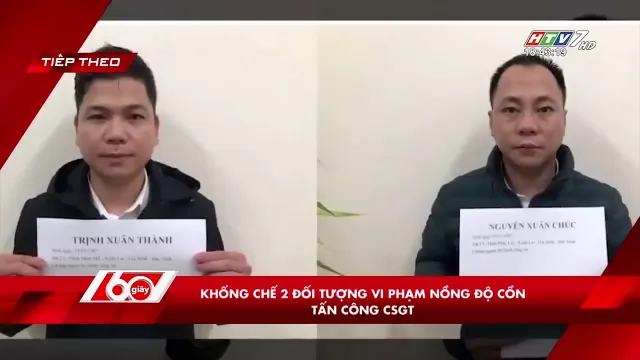 TIẾP THEO
HTV7 HD
18:43:19
TRỊNH XUÂN THÀNH
NGUYỄN XUÂN CHÚC
60 giây
KHỐNG CHẾ 2 ĐỐI TƯỢNG VI PHẠM NỒNG ĐỘ CỒN
TẤN CÔNG CSGT